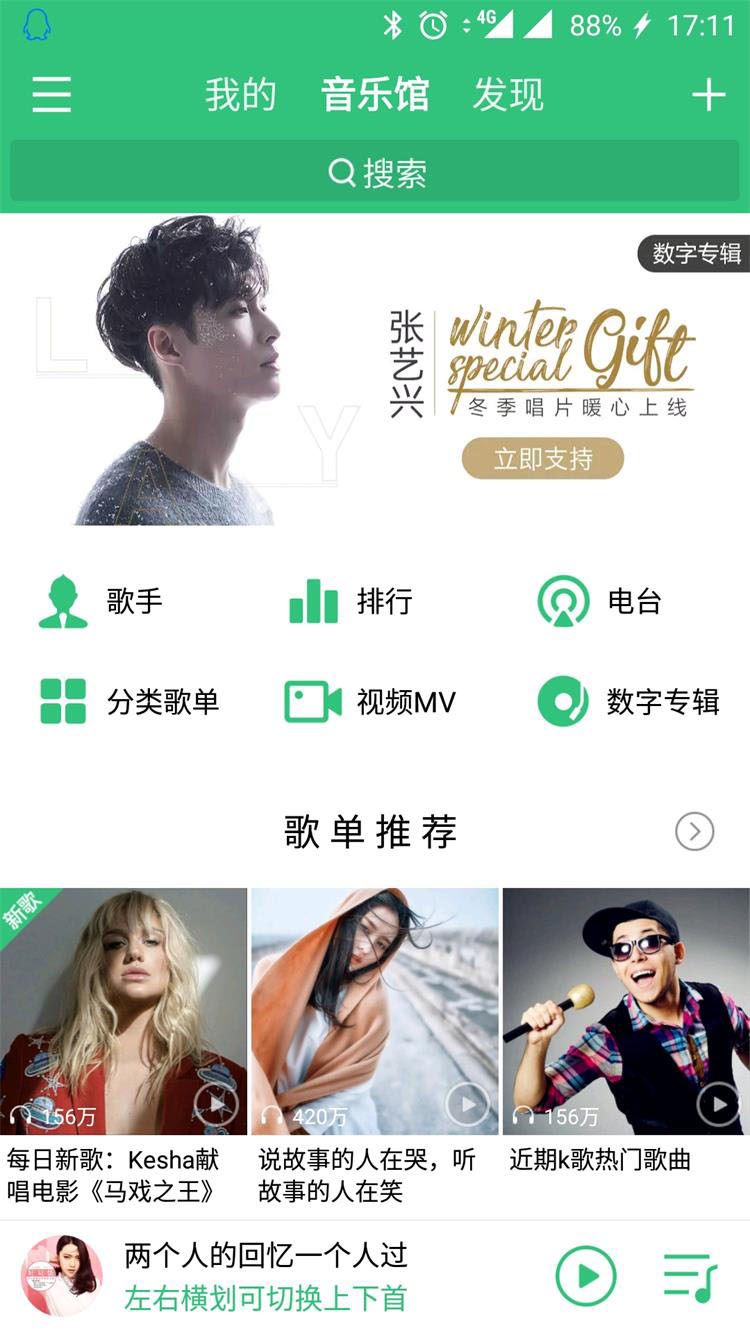 4G 88% 17:11
我的 音乐馆 发现
搜索
数字专辑
LAY
张艺兴
winter special Gift
冬季唱片暖心上线
立即支持
歌手 排行 电台
分类歌单 视频MV 数字专辑
歌单推荐
新歌
156万 420万 156万
每日新歌：Kesha献
唱电影《马戏之王》
说故事的人在哭，听
故事的人在笑
近期k歌热门歌曲
两个人的回忆一个人过
左右横划可切换上下首